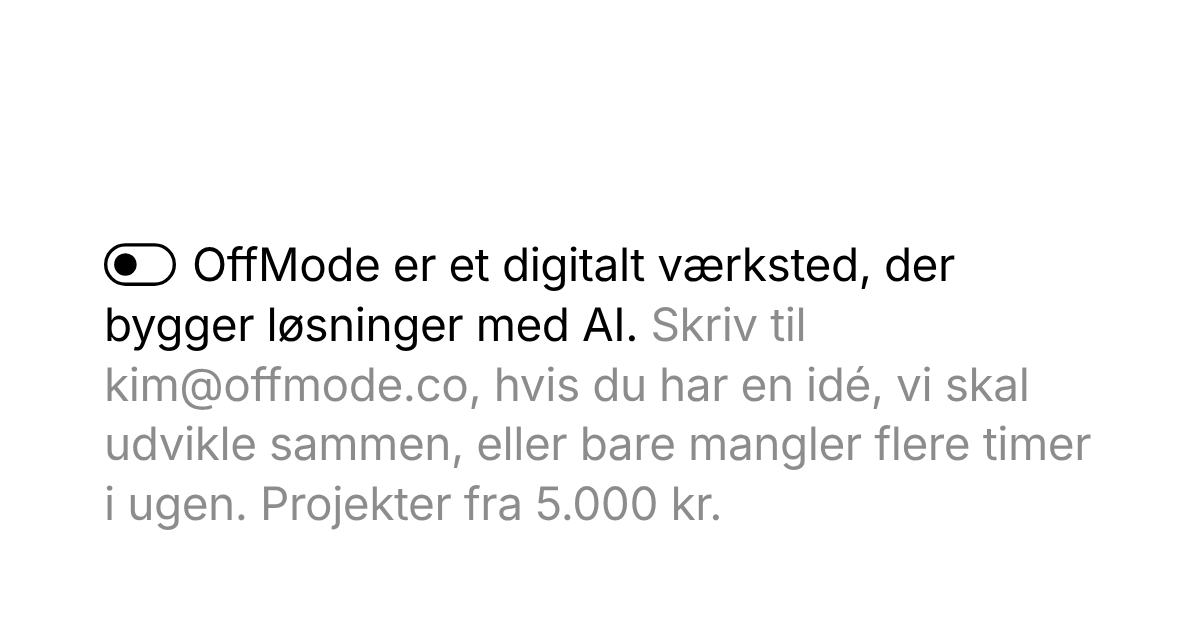 OffMode er et digitalt værksted, der
bygger løsninger med AI. Skriv til
kim@offmode.co, hvis du har en idé, vi skal
udvikle sammen, eller bare mangler flere timer
i ugen. Projekter fra 5.000 kr.